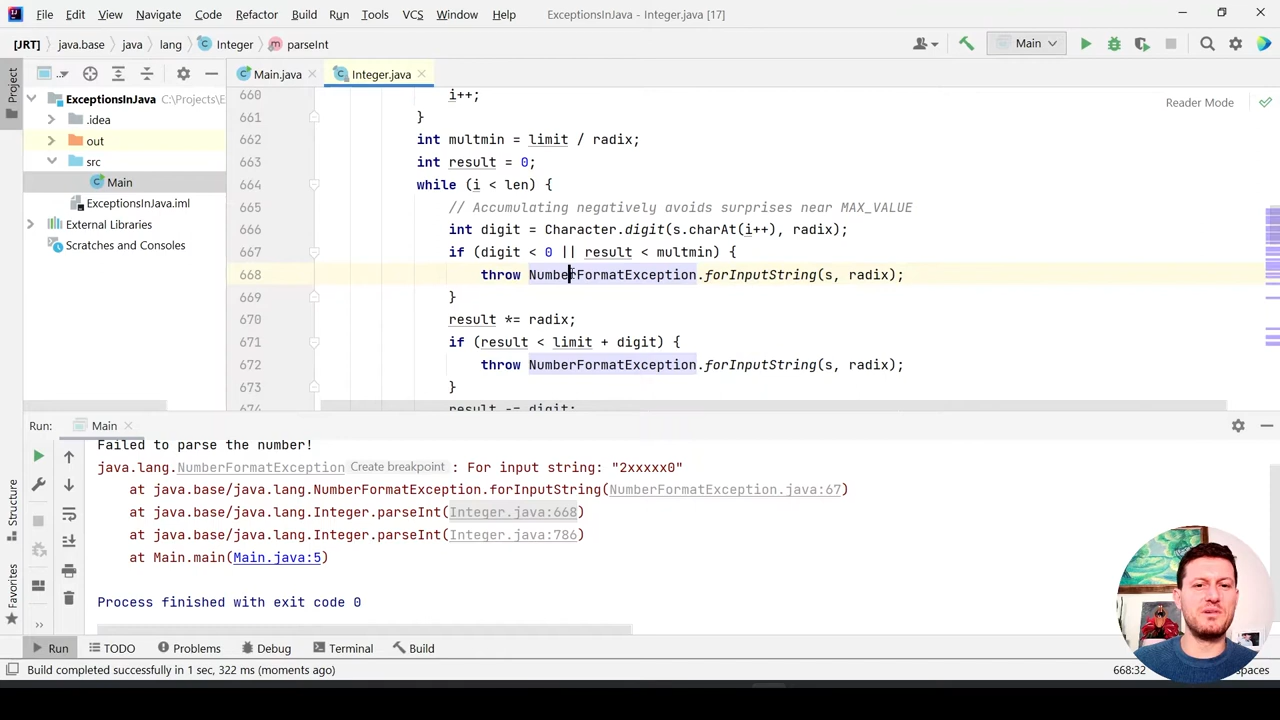 File Edit View Navigate Code Refactor Build Run Tools VCS Window Help ExceptionsInJava - Integer.java [17]
[JRT] java.base java lang Integer parseInt Main
Project
Main.java Integer.java
ExceptionsInJava C:\Projects\E
.idea
out
src
Main
ExceptionsInJava.iml
External Libraries
Scratches and Consoles
Reader Mode
660 i++;
661 }
662 int multmin = limit / radix;
663 int result = 0;
664 while (i < len) {
665 // Accumulating negatively avoids surprises near MAX_VALUE
666 int digit = Character.digit(s.charAt(i++), radix);
667 if (digit < 0 || result < multmin) {
668 throw NumberFormatException.forInputString(s, radix);
669 }
670 result *= radix;
671 if (result < limit + digit) {
672 throw NumberFormatException.forInputString(s, radix);
673 }
674 result -= digit;
Run: Main
Failed to parse the number!
java.lang.NumberFormatException Create breakpoint : For input string: "2xxxxx0"
at java.base/java.lang.NumberFormatException.forInputString(NumberFormatException.java:67)
at java.base/java.lang.Integer.parseInt(Integer.java:668)
at java.base/java.lang.Integer.parseInt(Integer.java:786)
at Main.main(Main.java:5)
Process finished with exit code 0
Structure
Favorites
Run TODO Problems Debug Terminal Build
Build completed successfully in 1 sec, 322 ms (moments ago) 668:32